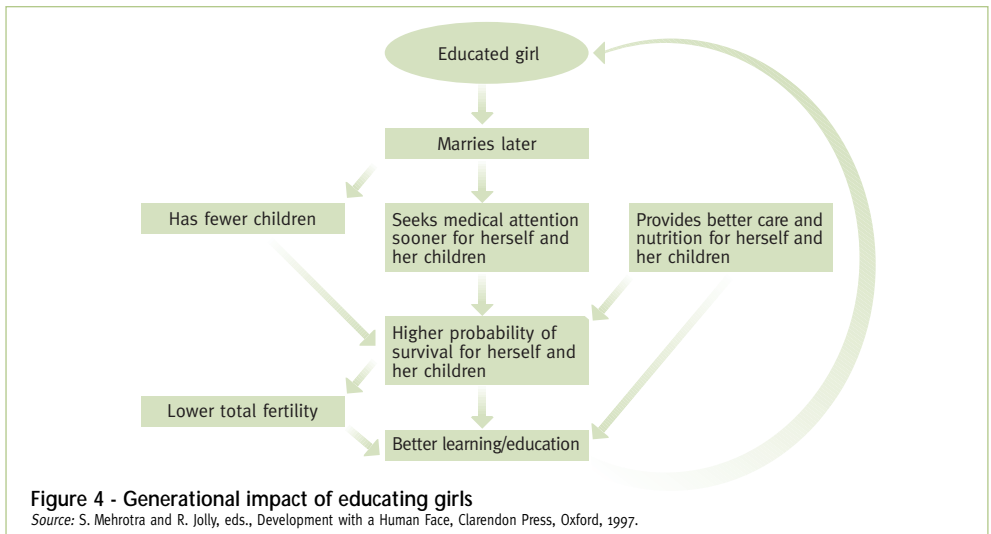 Educated girl
Marries later
Has fewer children
Seeks medical attention
sooner for herself and
her children
Provides better care and
nutrition for herself and
her children
Higher probability of
survival for herself and
her children
Lower total fertility
Better learning/education
Figure 4 - Generational impact of educating girls
Source: S. Mehrotra and R. Jolly, eds., Development with a Human Face, Clarendon Press, Oxford, 1997.